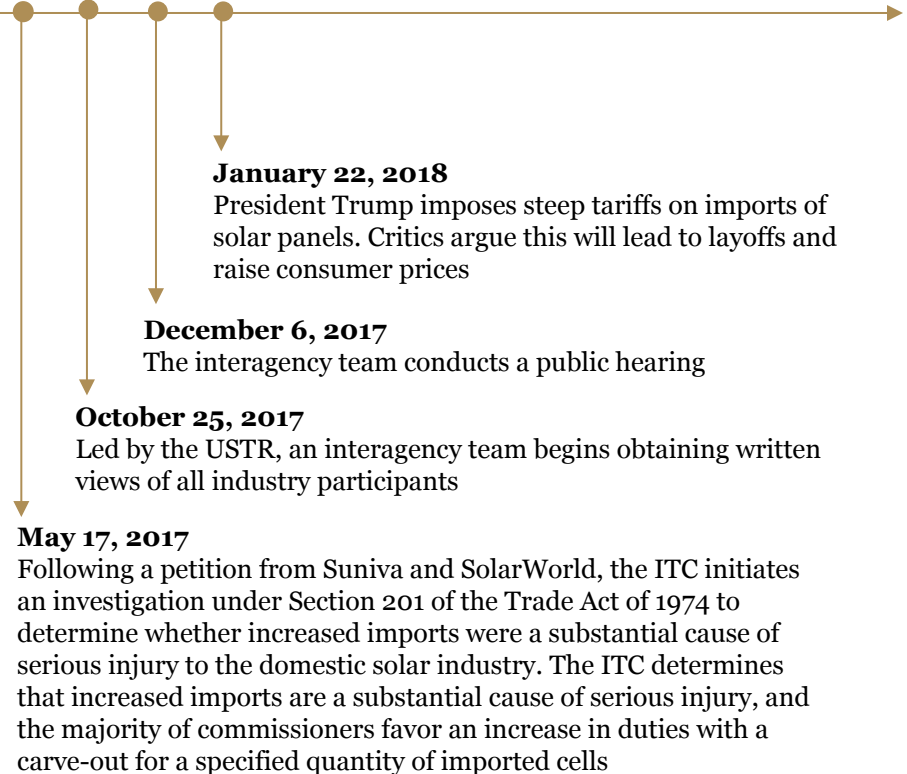 January 22, 2018
President Trump imposes steep tariffs on imports of
solar panels. Critics argue this will lead to layoffs and
raise consumer prices
December 6, 2017
The interagency team conducts a public hearing
October 25, 2017
Led by the USTR, an interagency team begins obtaining written
views of all industry participants
May 17, 2017
Following a petition from Suniva and SolarWorld, the ITC initiates
an investigation under Section 201 of the Trade Act of 1974 to
determine whether increased imports were a substantial cause of
serious injury to the domestic solar industry. The ITC determines
that increased imports are a substantial cause of serious injury, and
the majority of commissioners favor an increase in duties with a
carve-out for a specified quantity of imported cells